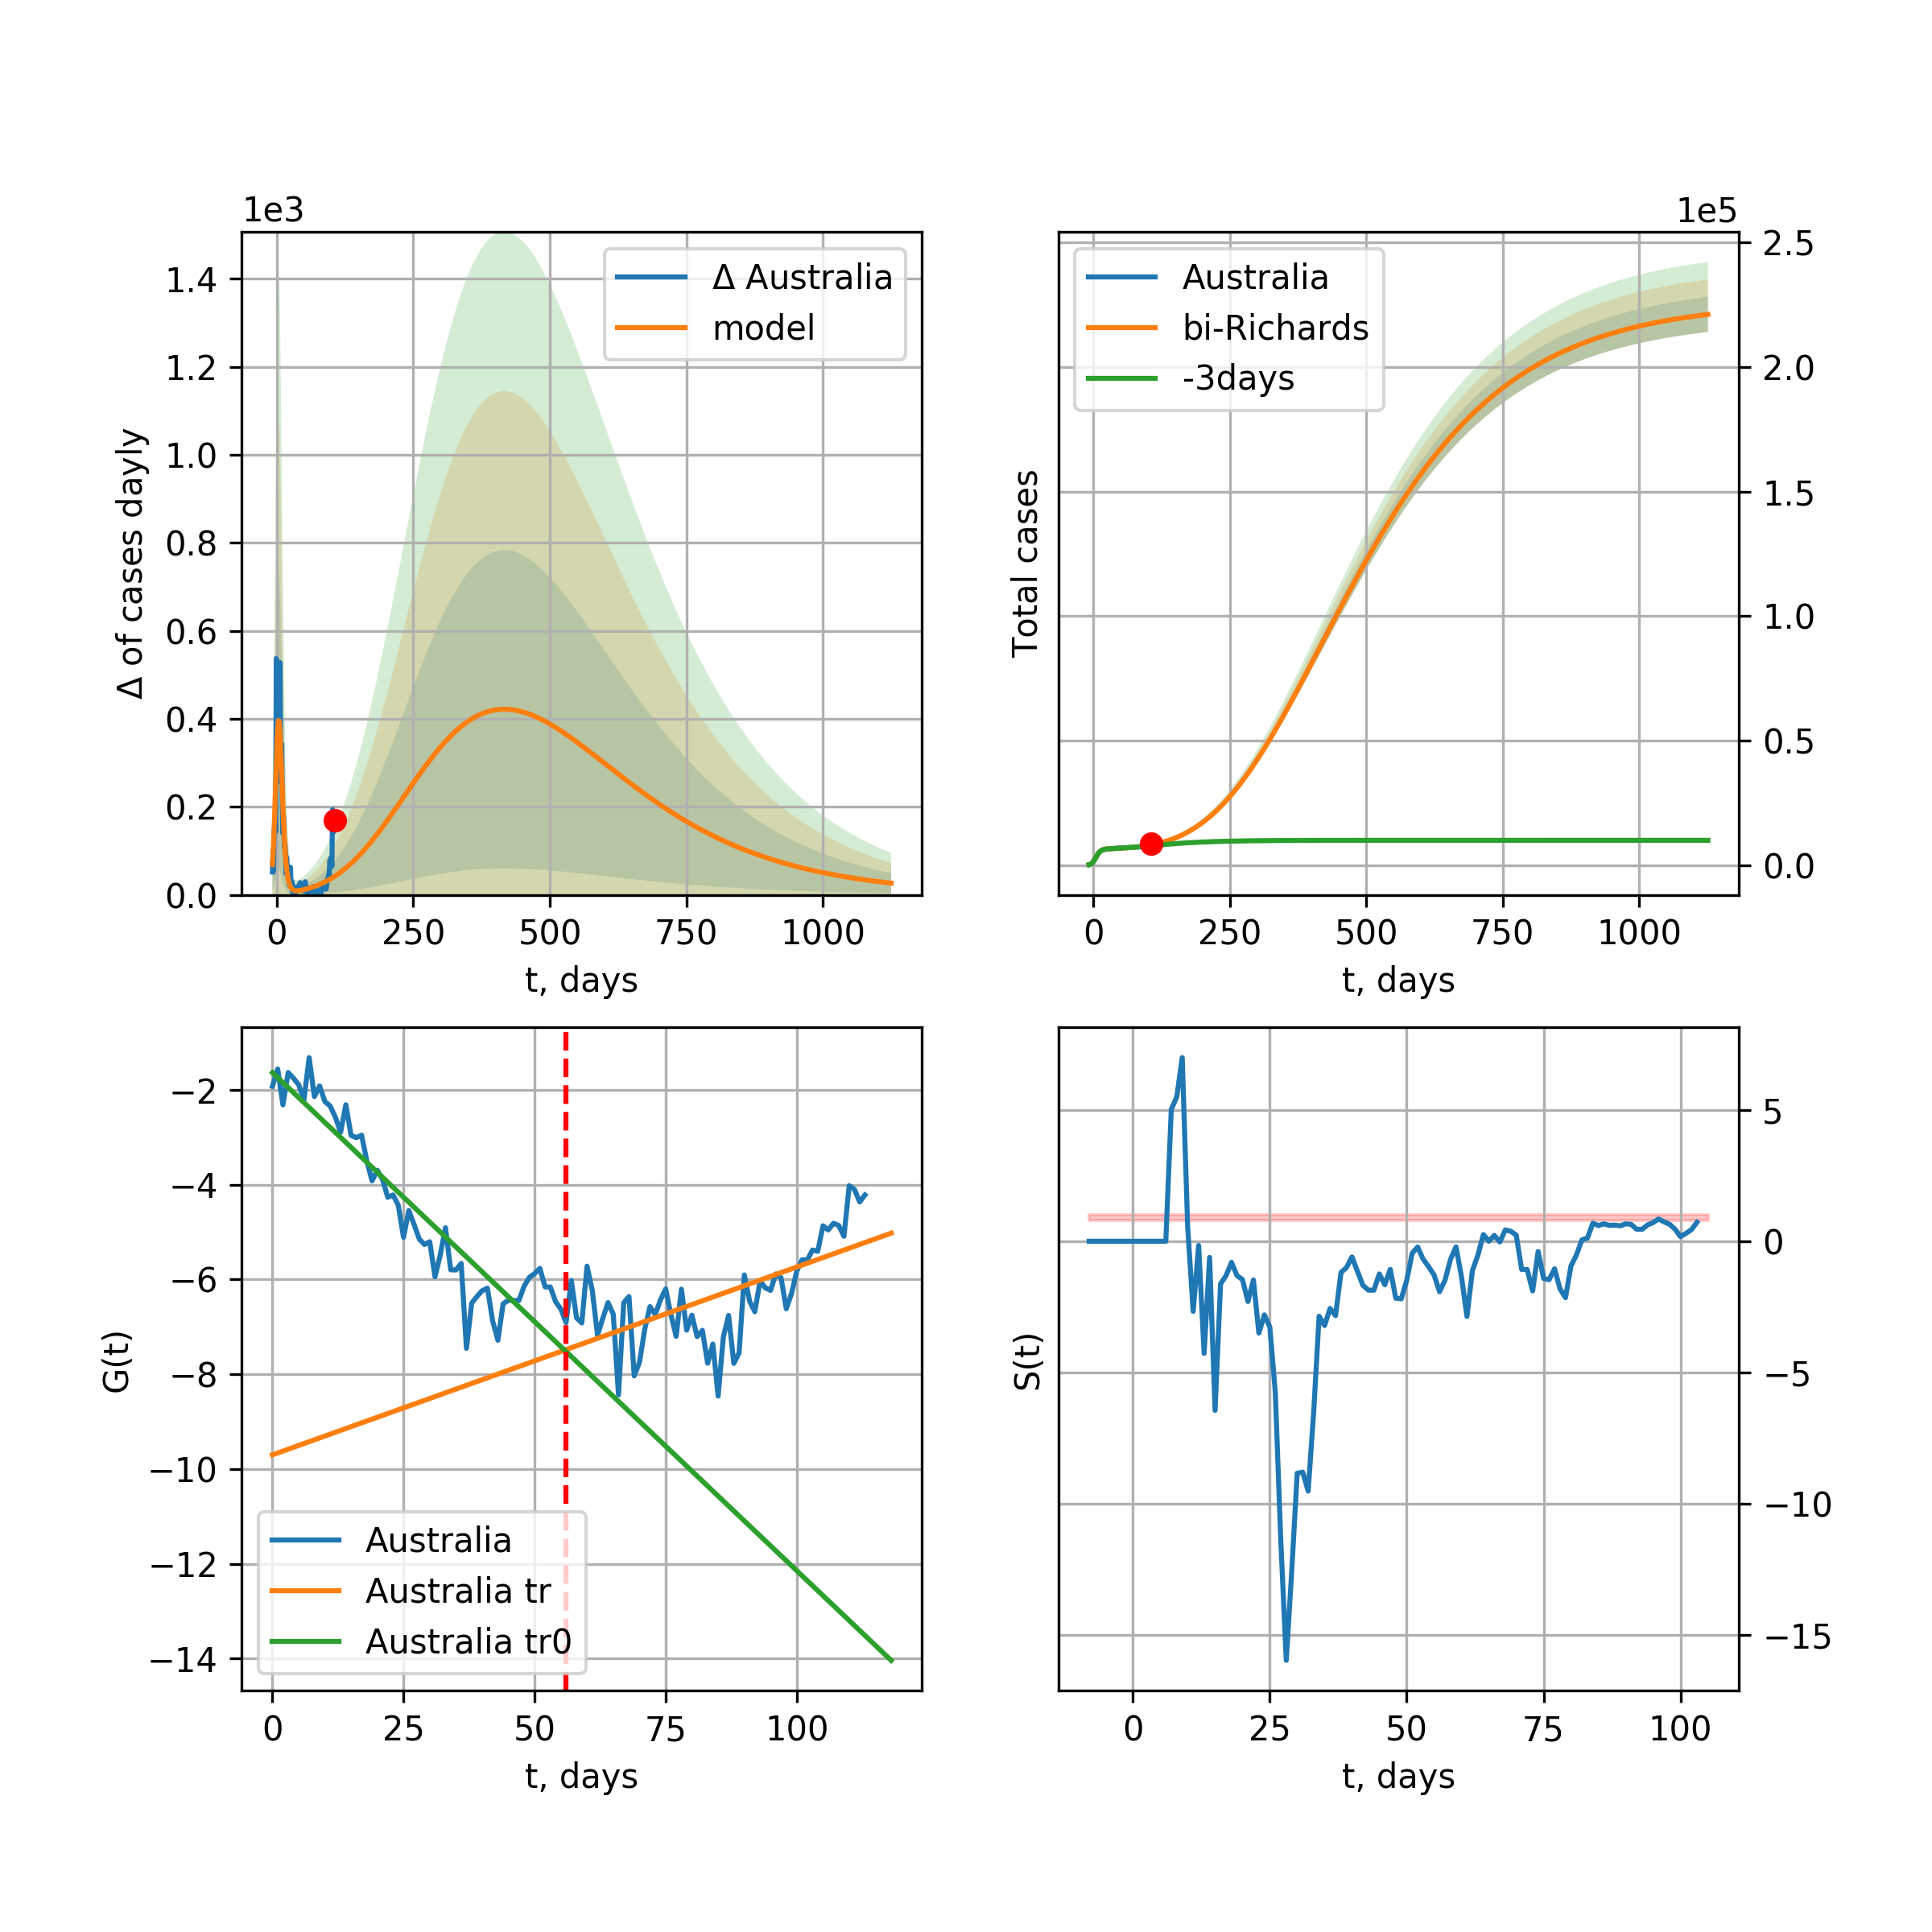 1e3
Δ of cases dayly
1.4
1.2
1.0
0.8
0.6
0.4
0.2
0.0
Δ Australia
model
0 250 500 750 1000
t, days
1e5
Total cases
Australia
bi-Richards
-3days
2.5
2.0
1.5
1.0
0.5
0.0
0 250 500 750 1000
t, days
G(t)
−2
−4
−6
−8
−10
−12
−14
Australia
Australia tr
Australia tr0
0 25 50 75 100
t, days
S(t)
5
0
−5
−10
−15
0 25 50 75 100
t, days